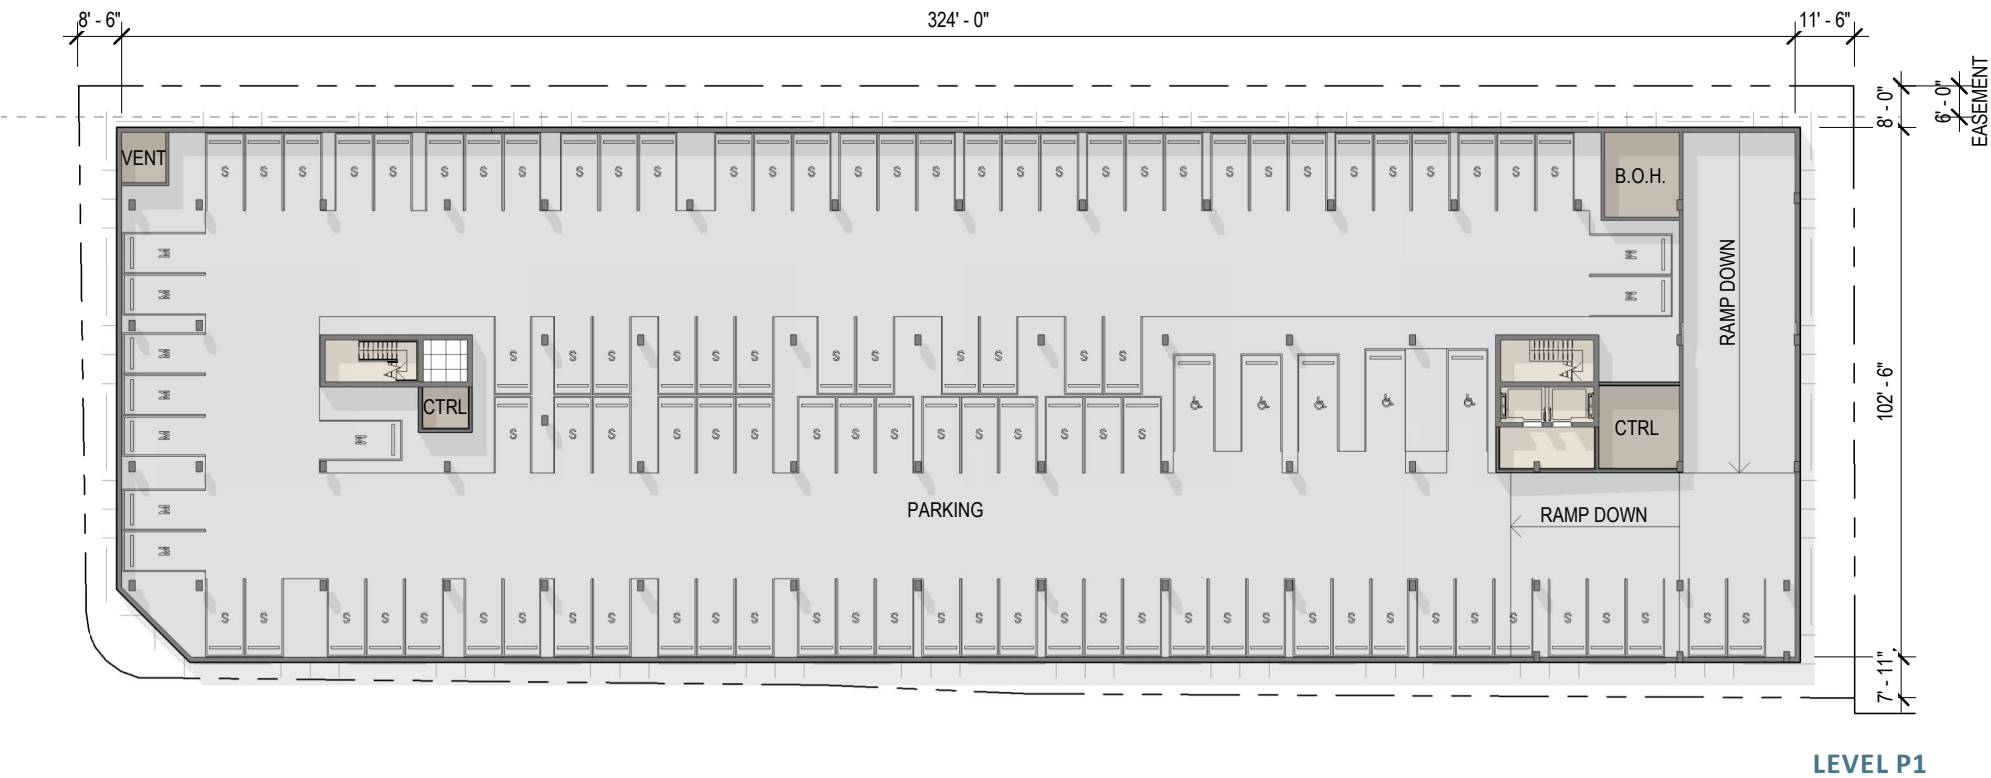 8' - 6"
324' - 0"
11' - 6"
8' - 0"
6' - 0"
EASEMENT
VENT
S S S S S S S S S S S S S S S S S S S S S S S S S S S S S S S S
B.O.H.
M M
M M
RAMP DOWN
M S S S S S S S S S S S S
M
CTRL
102' - 6"
M M S S S S S S S S S S S S S S S
CTRL
M
PARKING
RAMP DOWN
M
S S S S S S S S S S S S S S S S S S S S S S S S S S S S S S S S S S S
7' - 11"
LEVEL P1